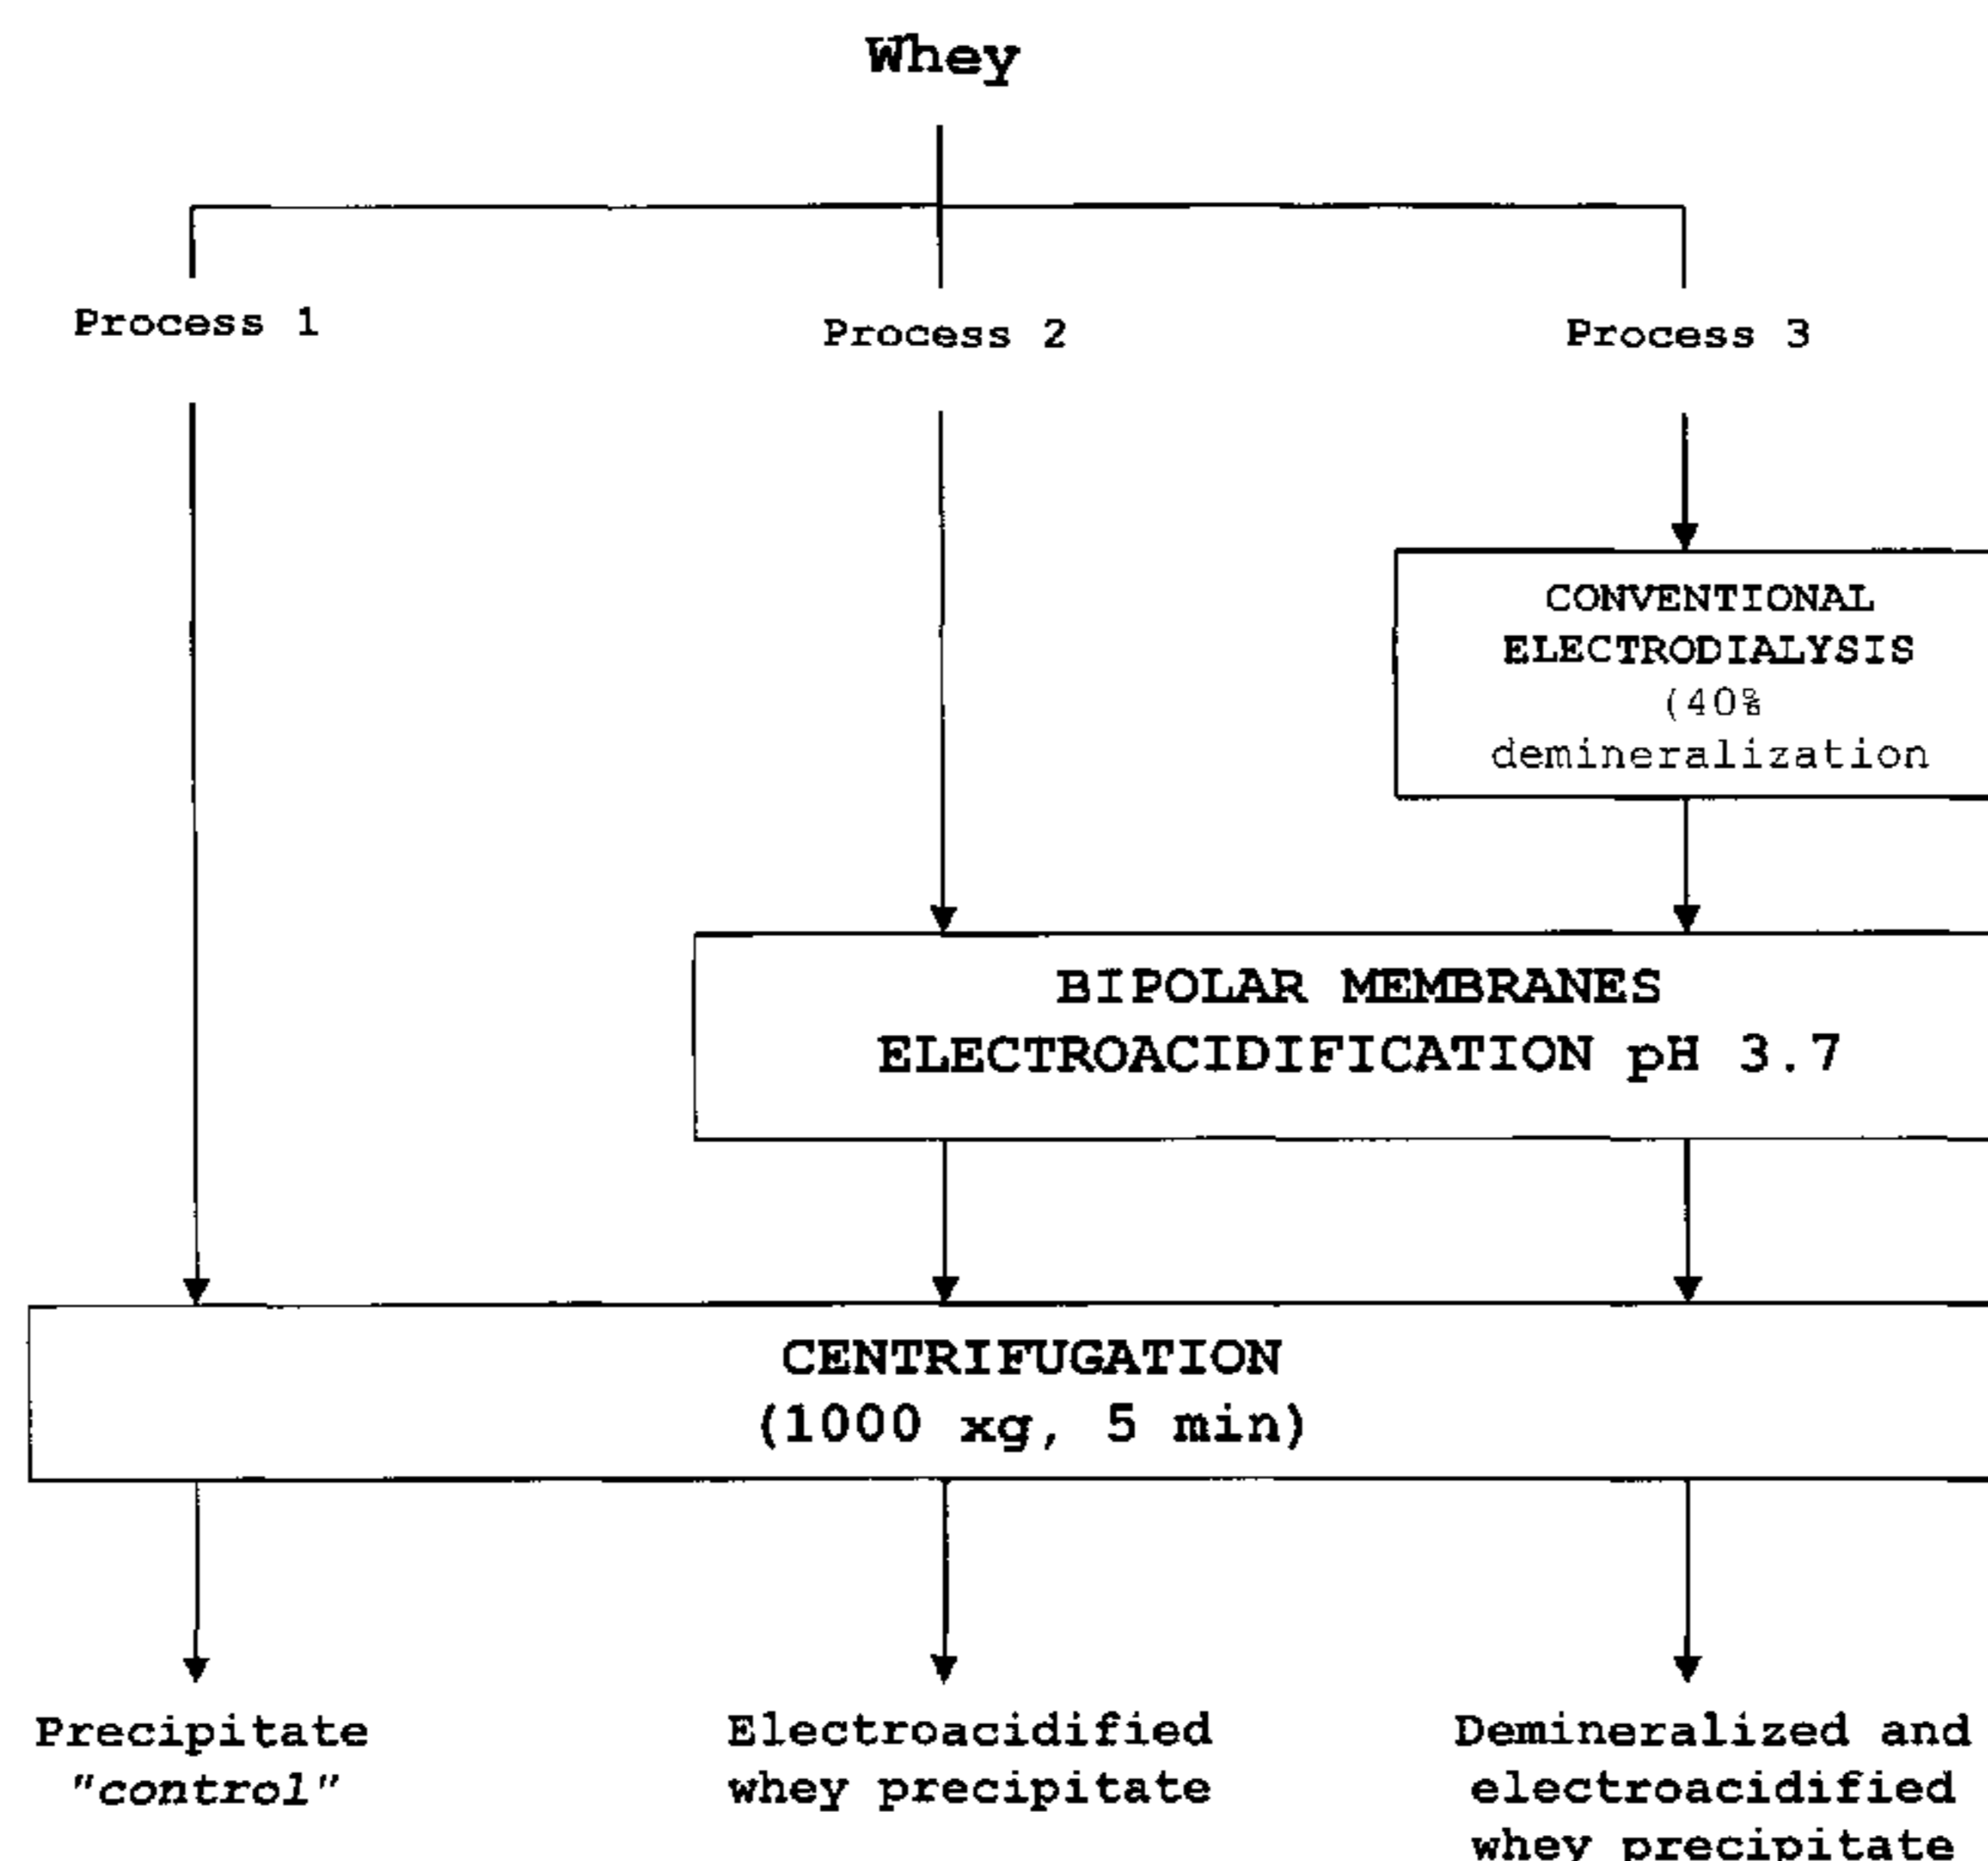 Whey
Process 1
Process 2
Process 3
CONVENTIONAL
ELECTRODIALYSIS
(40%
demineralization
BIPOLAR MEMBRANES
ELECTROACIDIFICATION pH 3.7
CENTRIFUGATION
(1000 xg, 5 min)
Precipitate
"control"
Electroacidified
whey precipitate
Demineralized and
electroacidified
whey precipitate